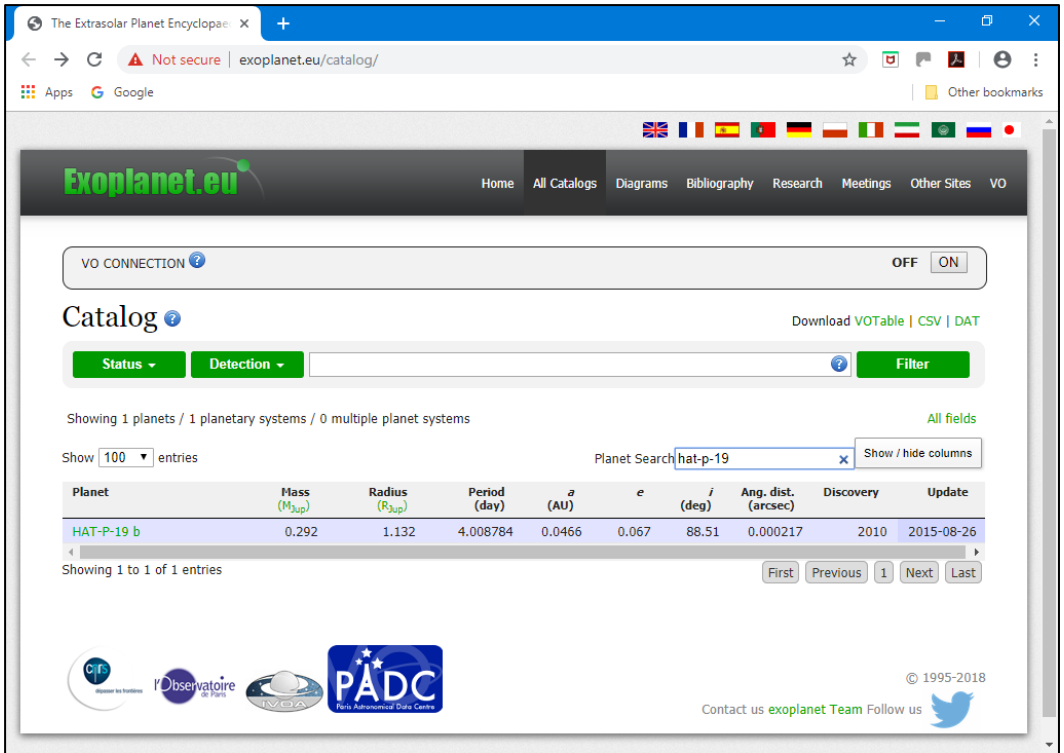 The Extrasolar Planet Encyclopae
Not secure | exoplanet.eu/catalog/
Apps Google Other bookmarks
Exoplanet.eu Home All Catalogs Diagrams Bibliography Research Meetings Other Sites VO
VO CONNECTION ? OFF ON
Catalog ? Download VOTable | CSV | DAT
Status Detection ? Filter
Showing 1 planets / 1 planetary systems / 0 multiple planet systems All fields
Show 100 entries Planet Search hat-p-19 x Show / hide columns
Planet Mass Radius Period a e i Ang. dist. Discovery Update
(MJup) (RJup) (day) (AU) (deg) (arcsec)
HAT-P-19 b 0.292 1.132 4.008784 0.0466 0.067 88.51 0.000217 2010 2015-08-26
Showing 1 to 1 of 1 entries First Previous 1 Next Last
cnrs
dépasser les frontières
l'Observatoire
de Paris
IVOA
PADC
Paris Astronomical Data Centre
© 1995-2018
Contact us exoplanet Team Follow us